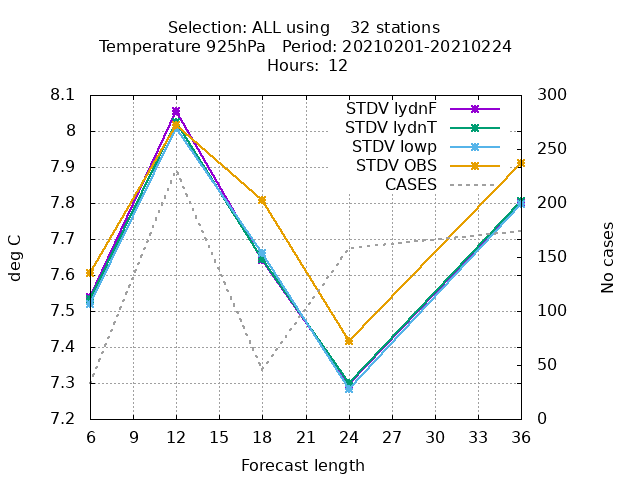 Selection: ALL using 32 stations
Temperature 925hPa Period: 20210201-20210224
Hours: 12
8.1
8
7.9
7.8
7.7
7.6
7.5
7.4
7.3
7.2
deg C
STDV lydnF
STDV lydnT
STDV lowp
STDV OBS
CASES
300
250
200
150
100
50
0
No cases
6 9 12 15 18 21 24 27 30 33 36
Forecast length